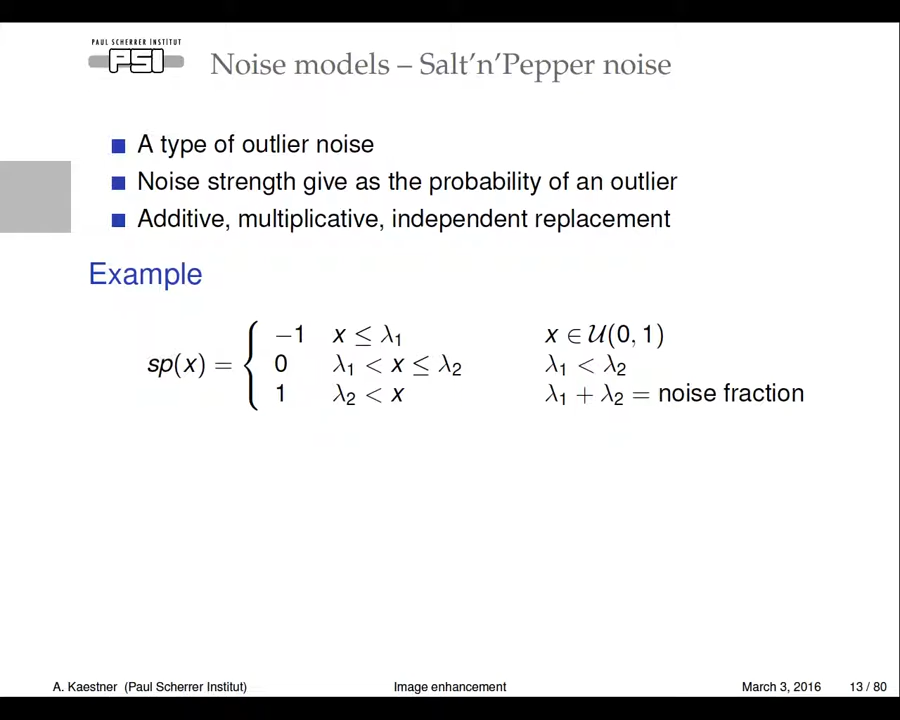 PAUL SCHERRER INSTITUT
PSI
Noise models – Salt'n'Pepper noise
A type of outlier noise
Noise strength give as the probability of an outlier
Additive, multiplicative, independent replacement
Example
sp(x) = { −1 x ≤ λ₁ x ∈ 𝒰(0, 1)
0 λ₁ < x ≤ λ₂ λ₁ < λ₂
1 λ₂ < x λ₁ + λ₂ = noise fraction
A. Kaestner (Paul Scherrer Institut) Image enhancement March 3, 2016 13 / 80